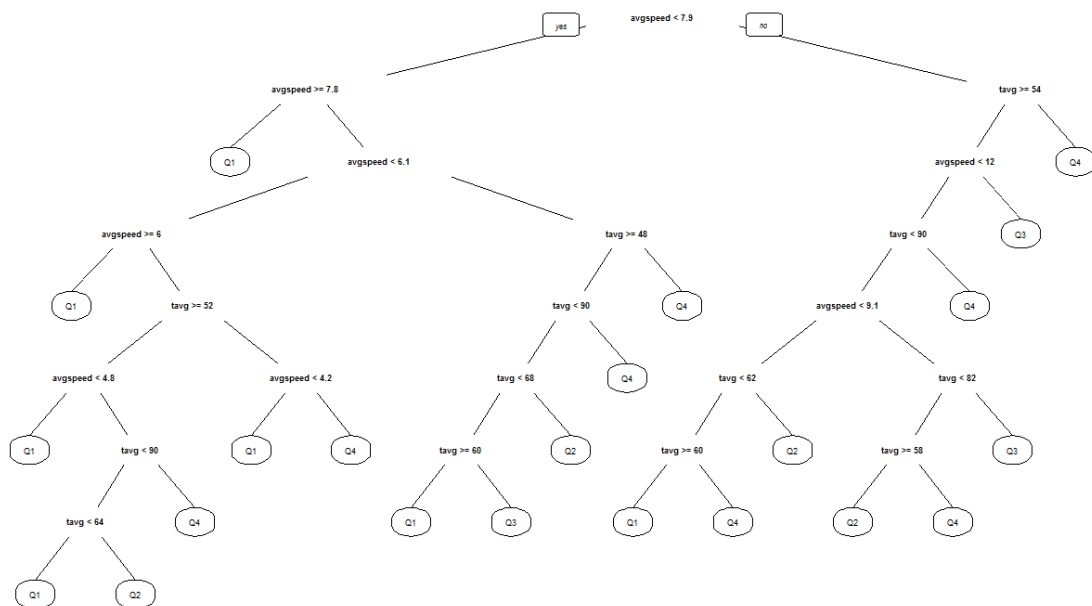 yes avgspeed < 7.9 no
avgspeed >= 7.8 tavg >= 54
Q1 avgspeed < 6.1 avgspeed < 12 Q4
avgspeed >= 6 tavg >= 48 tavg < 90 Q3
Q1 tavg >= 52 tavg < 90 Q4 avgspeed < 9.1 Q4
avgspeed < 4.8 avgspeed < 4.2 tavg < 68 Q4 tavg < 62 tavg < 82
Q1 tavg < 90 Q1 Q4 tavg >= 60 Q2 tavg >= 60 Q2 tavg >= 58 Q3
tavg < 64 Q4 Q1 Q3 Q1 Q4 Q2 Q4
Q1 Q2